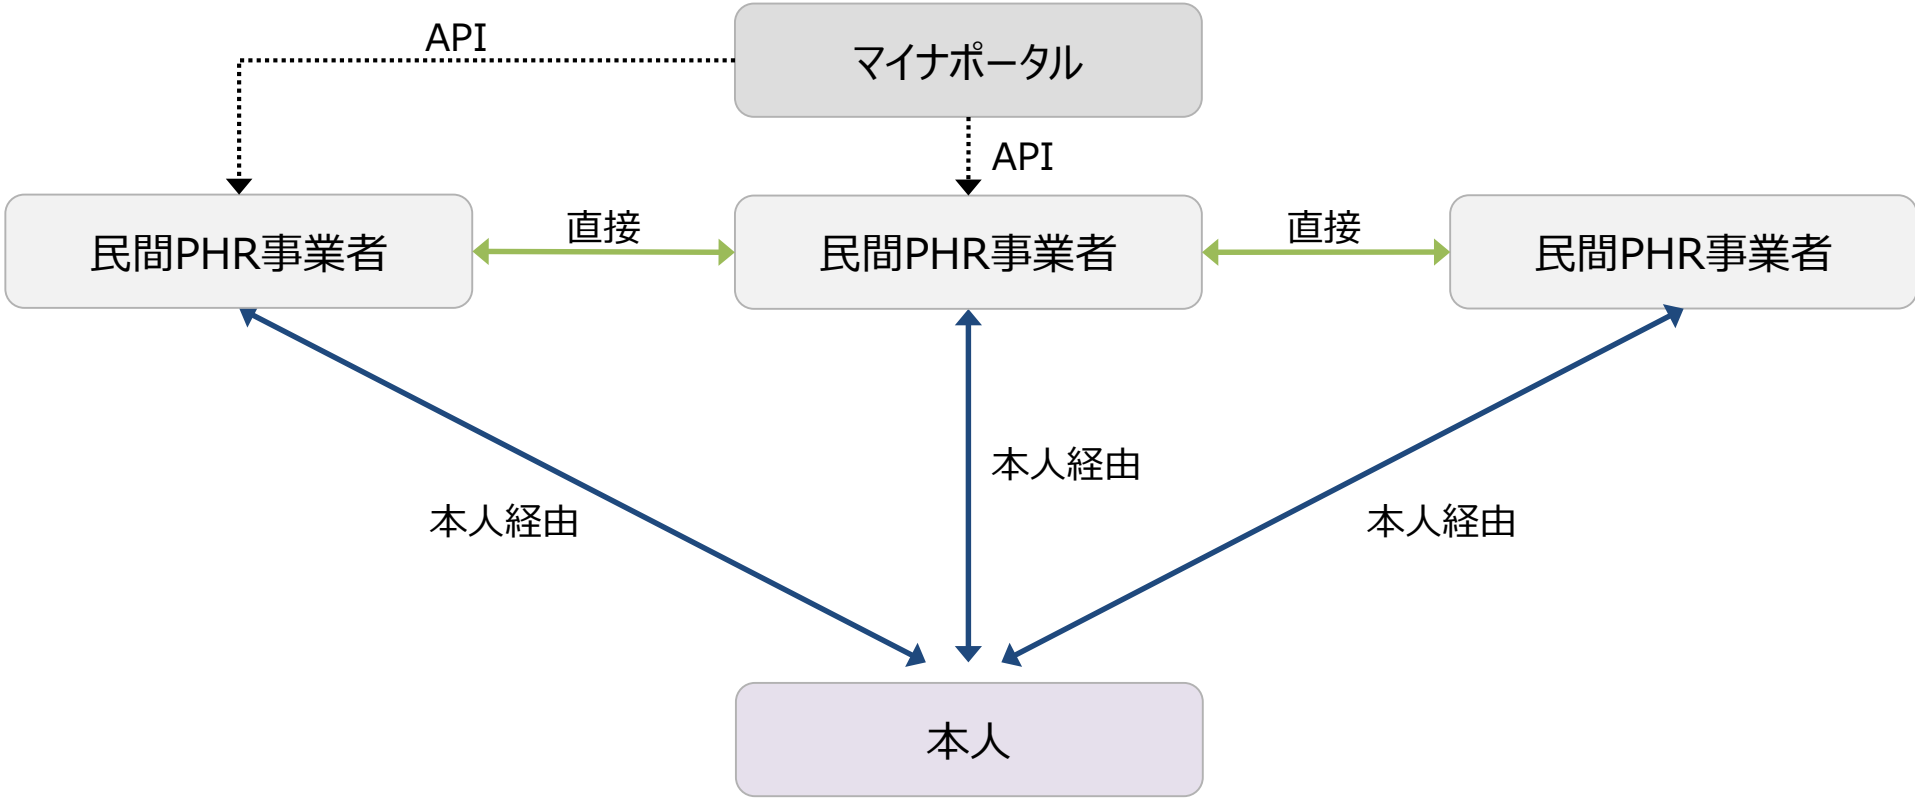 API
マイナポータル
API
民間PHR事業者
直接
民間PHR事業者
直接
民間PHR事業者
本人経由
本人経由
本人経由
本人